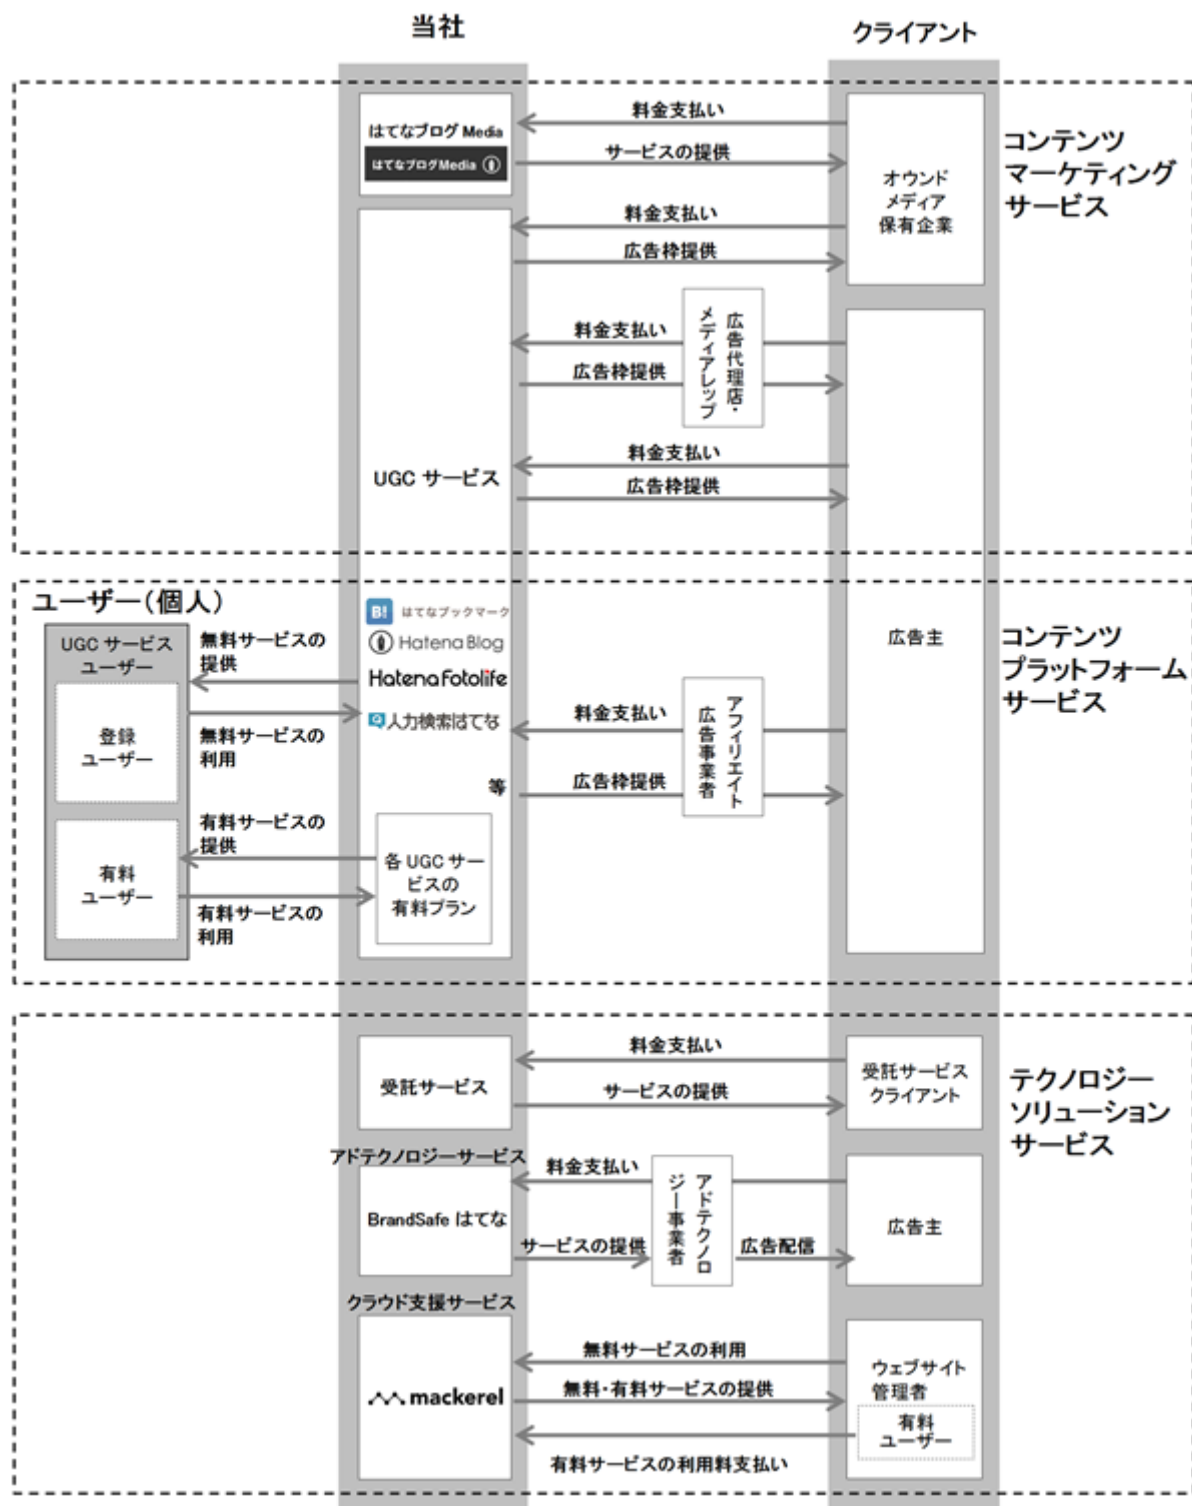 当社
クライアント
はてなブログ Media
はてなブログMedia
料金支払い
サービスの提供
オウンド
メディア
保有企業
コンテンツ
マーケティング
サービス
料金支払い
広告枠提供
料金支払い
広告枠提供
広告代理店・
メディアレップ
UGC サービス
料金支払い
広告枠提供
ユーザー（個人）
UGC サービス
ユーザー
無料サービスの
提供
登録
ユーザー
無料サービスの
利用
有料サービスの
提供
有料
ユーザー
有料サービスの
利用
B! はてなブックマーク
Hatena Blog
Hatena Fotolife
人力検索はてな
等
各 UGC サー
ビスの
有料プラン
料金支払い
広告枠提供
アフィリエイト
広告事業者
広告主
コンテンツ
プラットフォーム
サービス
受託サービス
料金支払い
サービスの提供
受託サービス
クライアント
テクノロジー
ソリューション
サービス
アドテクノロジーサービス
BrandSafe はてな
料金支払い
サービスの提供
アドテクノロ
ジー事業者
広告配信
広告主
クラウド支援サービス
mackerel
無料サービスの利用
無料・有料サービスの提供
有料サービスの利用料支払い
ウェブサイト
管理者
有料
ユーザー